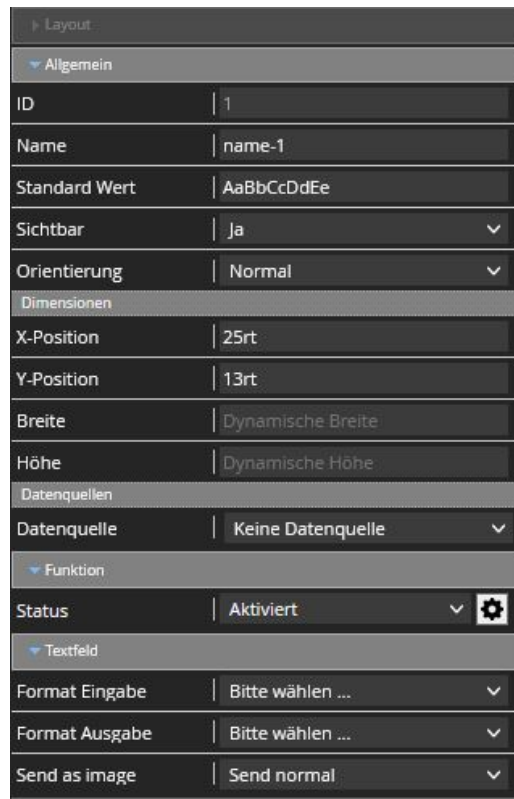 Layout
Allgemein
ID 1
Name name-1
Standard Wert AaBbCcDdEe
Sichtbar Ja
Orientierung Normal
Dimensionen
X-Position 25rt
Y-Position 13rt
Breite Dynamische Breite
Höhe Dynamische Höhe
Datenquellen
Datenquelle Keine Datenquelle
Funktion
Status Aktiviert
Textfeld
Format Eingabe Bitte wählen ...
Format Ausgabe Bitte wählen ...
Send as image Send normal